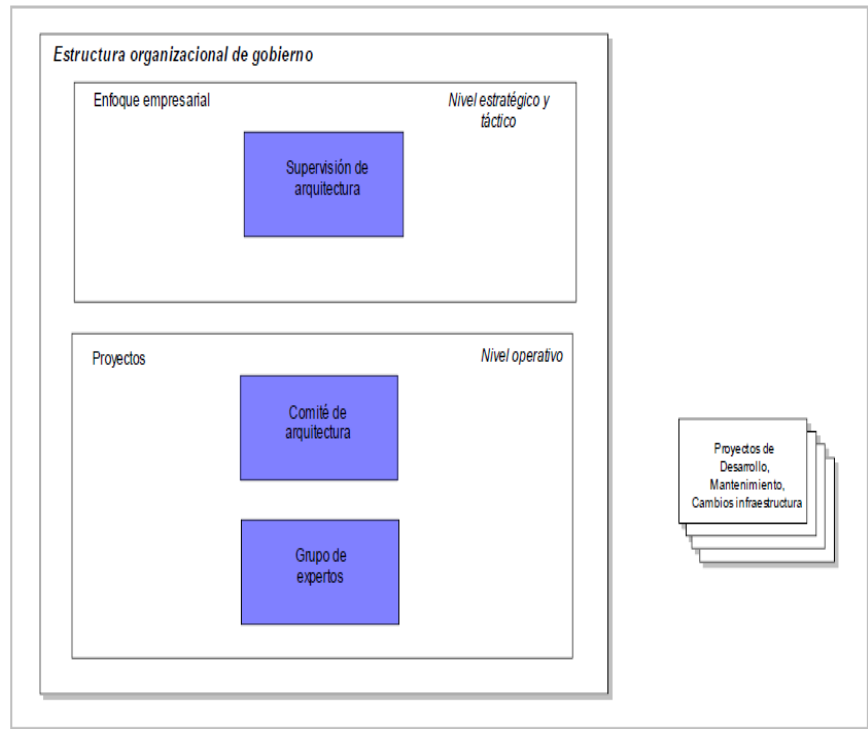 Estructura organizacional de gobierno
Enfoque empresarial
Nivel estratégico y
táctico
Supervisión de
arquitectura
Proyectos
Nivel operativo
Comité de
arquitectura
Grupo de
expertos
Proyectos de
Desarrollo,
Mantenimiento,
Cambios infraestructura